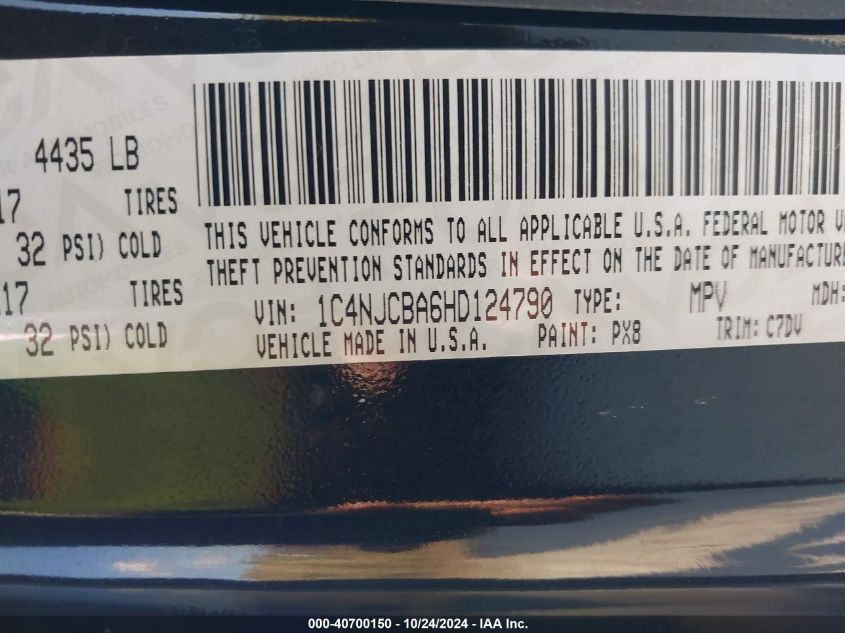 4435 LB
17 TIRES
32 PSI) COLD
17 TIRES
32 PSI) COLD
THIS VEHICLE CONFORMS TO ALL APPLICABLE U.S.A. FEDERAL MOTOR
THEFT PREVENTION STANDARDS IN EFFECT ON THE DATE OF MANUFACTURE
VIN: 1C4NJCBA6HD124790 TYPE: MPV MDH:
VEHICLE MADE IN U.S.A. PAINT: PX8 TRIM: C7DV
000-40700150 - 10/24/2024 - IAA Inc.